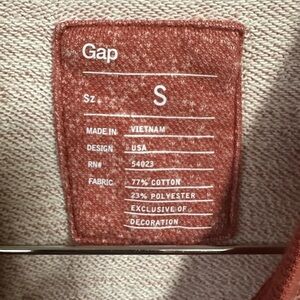 Gap
Sz. S
MADE IN VIETNAM
DESIGN USA
RN# 54023
FABRIC 77% COTTON
23% POLYESTER
EXCLUSIVE OF
DECORATION